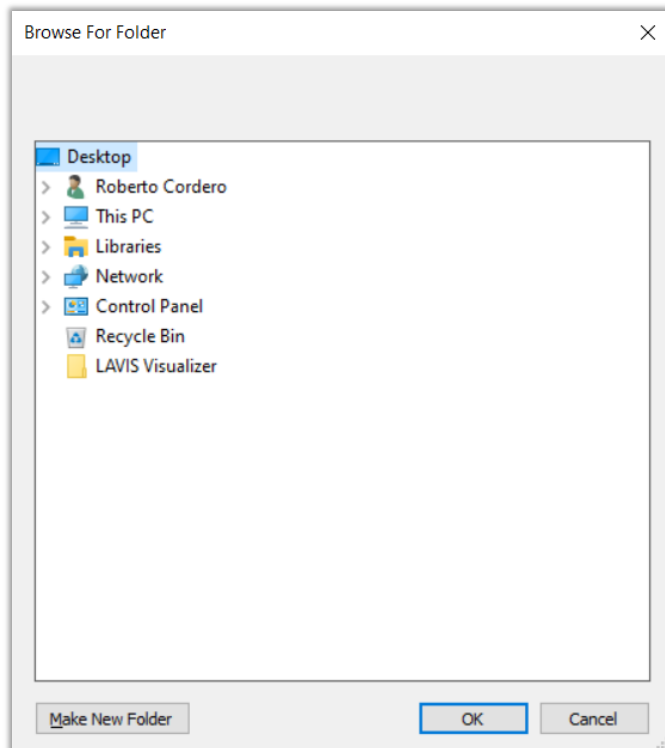 Browse For Folder
Desktop
Roberto Cordero
This PC
Libraries
Network
Control Panel
Recycle Bin
LAVIS Visualizer
Make New Folder OK Cancel